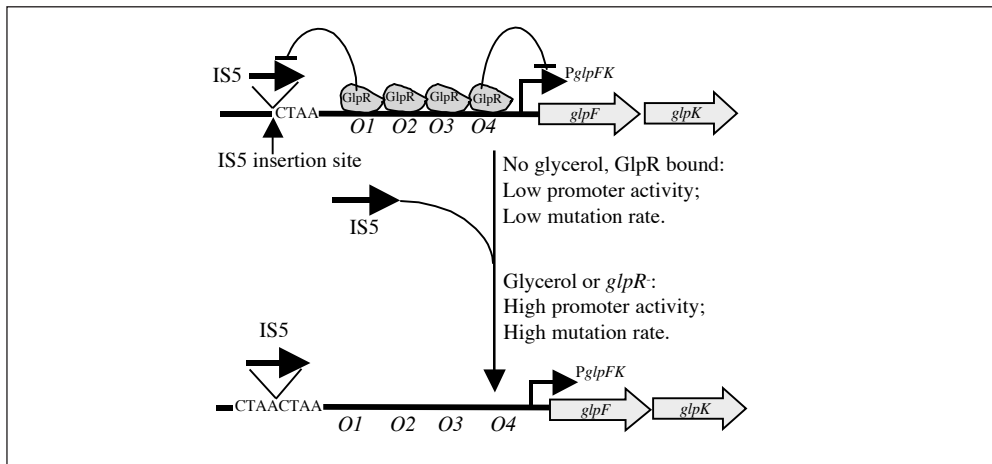 IS5
PglpFK
GlpR GlpR GlpR GlpR
CTAA
O1 O2 O3 O4
glpF glpK
IS5 insertion site
No glycerol, GlpR bound:
Low promoter activity;
Low mutation rate.
IS5
Glycerol or glpR-:
High promoter activity;
High mutation rate.
IS5
PglpFK
CTAACTAA
O1 O2 O3 O4
glpF glpK